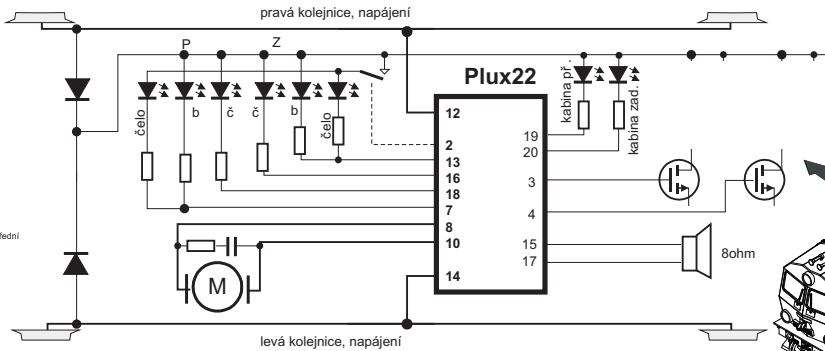 pravá kolejnice, napájení
P
Z
Plux22
čelo
b
č
č
b
čelo
kabina př.
kabina zad.
12
2
13
16
18
7
8
10
14
19
20
3
4
15
17
8ohm
M
levá kolejnice, napájení